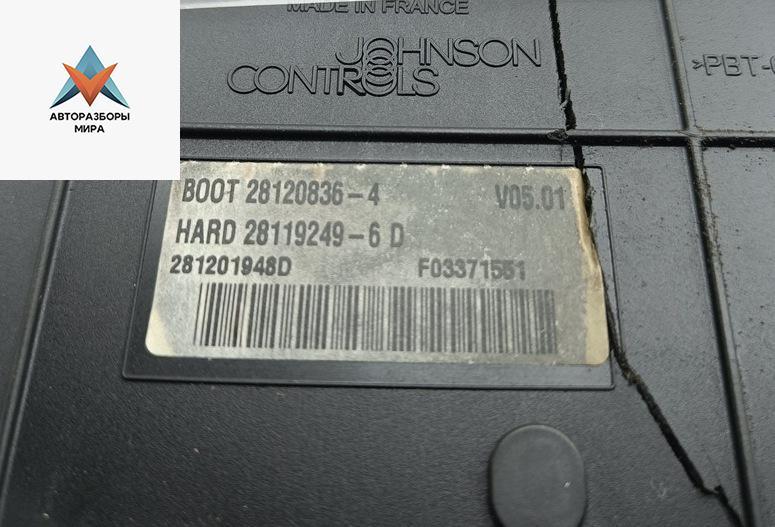 MADE IN FRANCE
JOHNSON
CONTROLS
>PBT-
АВТОРАЗБОРЫ
МИРА
BOOT 28120836-4 V05.01
HARD 28119249-6 D
281201948D F03371551